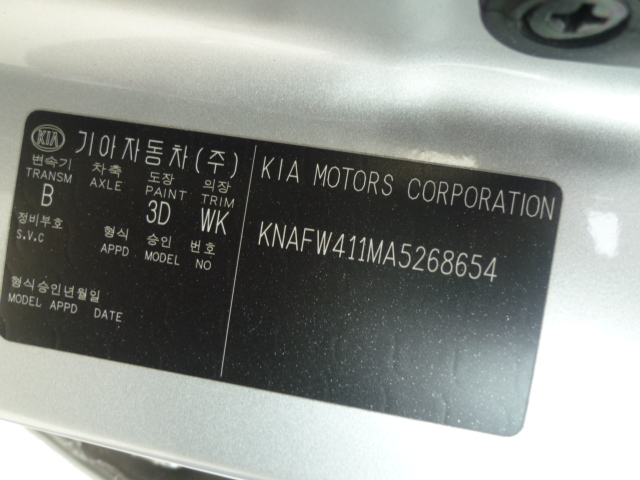 KIA 기아자동차(주)
변속기 차축 도장 의장
TRANSM AXLE PAINT TRIM
B 3D WK
정비부호 형식 승인 번호
S.V.C APPD MODEL NO
형식승인년월일
MODEL APPD DATE
KIA MOTORS CORPORATION
KNAFW411MA5268654